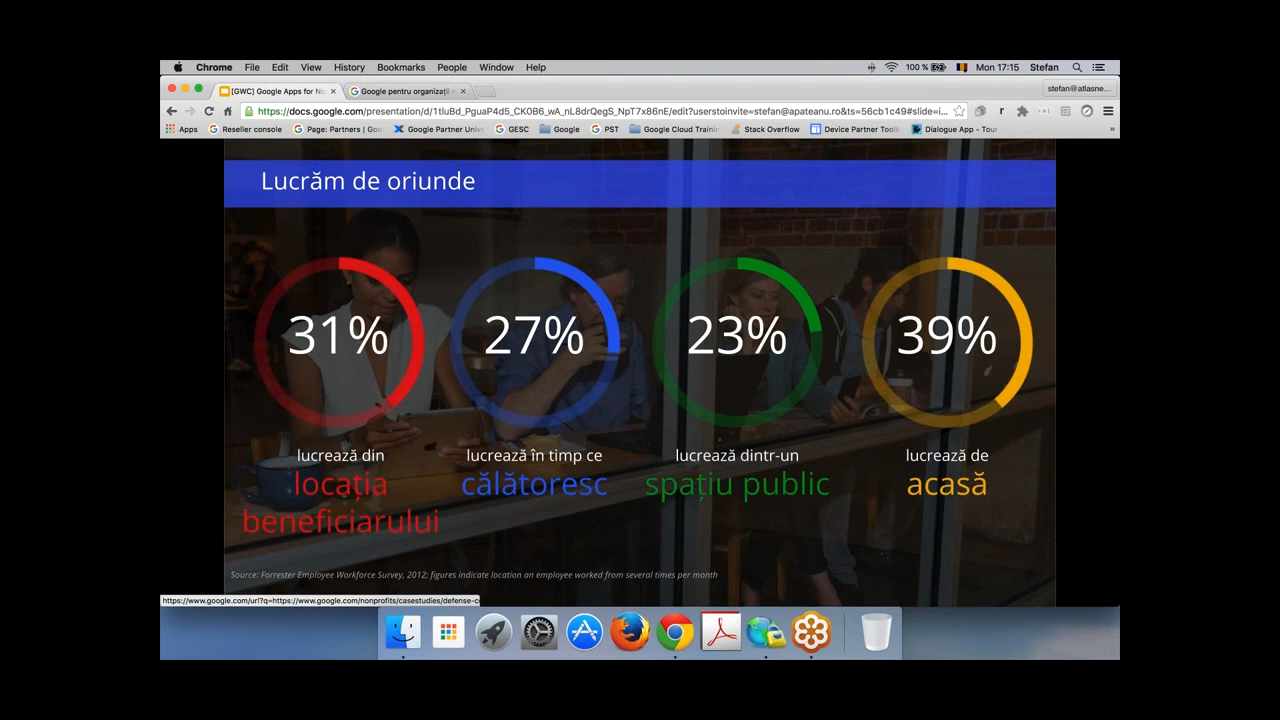 Chrome File Edit View History Bookmarks People Window Help 100 % Mon 17:15 Stefan
[GWC] Google Apps for No
Google pentru organizații n
stefan@atlasne...
https://docs.google.com/presentation/d/1tluBd_PguaP4d5_CK0B6_wA_nL8drQegS_NpT7x86nE/edit?userstoinvite=stefan@apateanu.ro&ts=56cb1c49#slide=i...
Apps Reseller console Page: Partners | Goo Google Partner Unive GESC Google PST Google Cloud Trainin Stack Overflow Device Partner Toolk Dialogue App - Tour »
Lucrăm de oriunde
31% 27% 23% 39%
lucrează din
locația
beneficiarului
lucrează în timp ce
călătoresc
lucrează dintr-un
spațiu public
lucrează de
acasă
Source: Forrester Employee Workforce Survey, 2012; figures indicate location an employee worked from several times per month
https://www.google.com/url?q=https://www.google.com/nonprofits/casestudies/defense-c